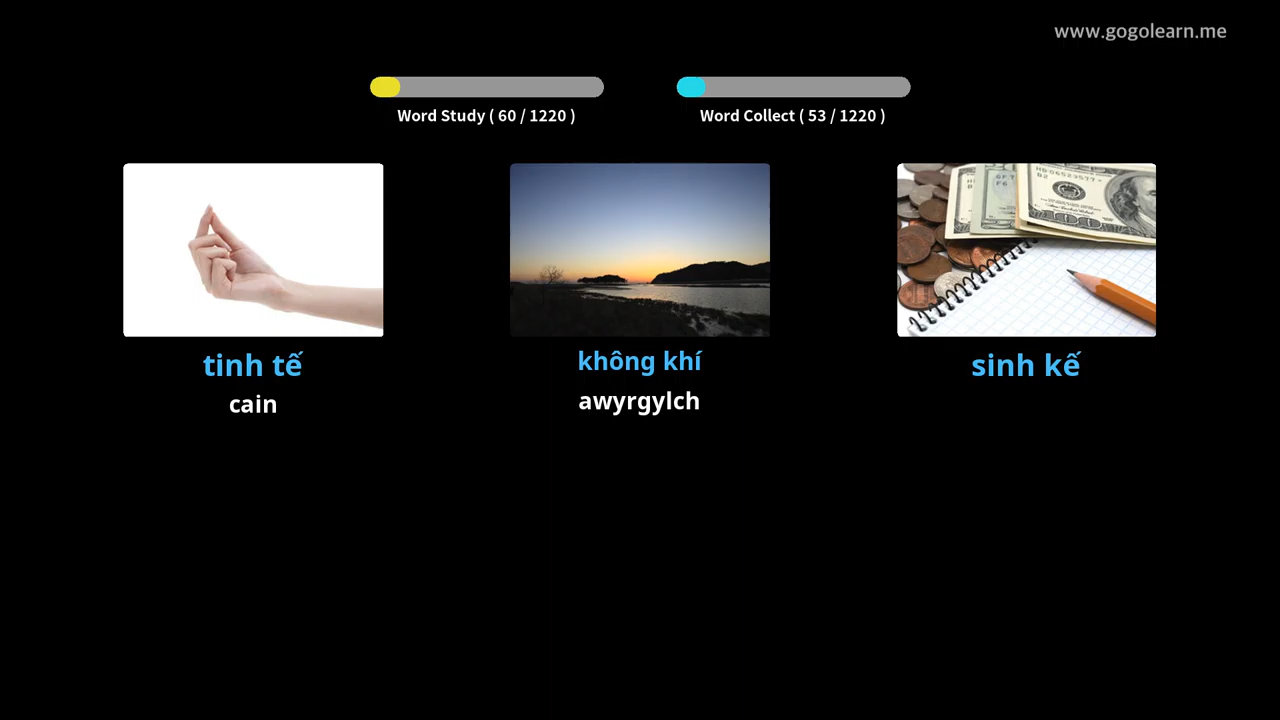 www.gogolearn.me
Word Study ( 60 / 1220 )
Word Collect ( 53 / 1220 )
tinh tế
cain
không khí
awyrgylch
sinh kế